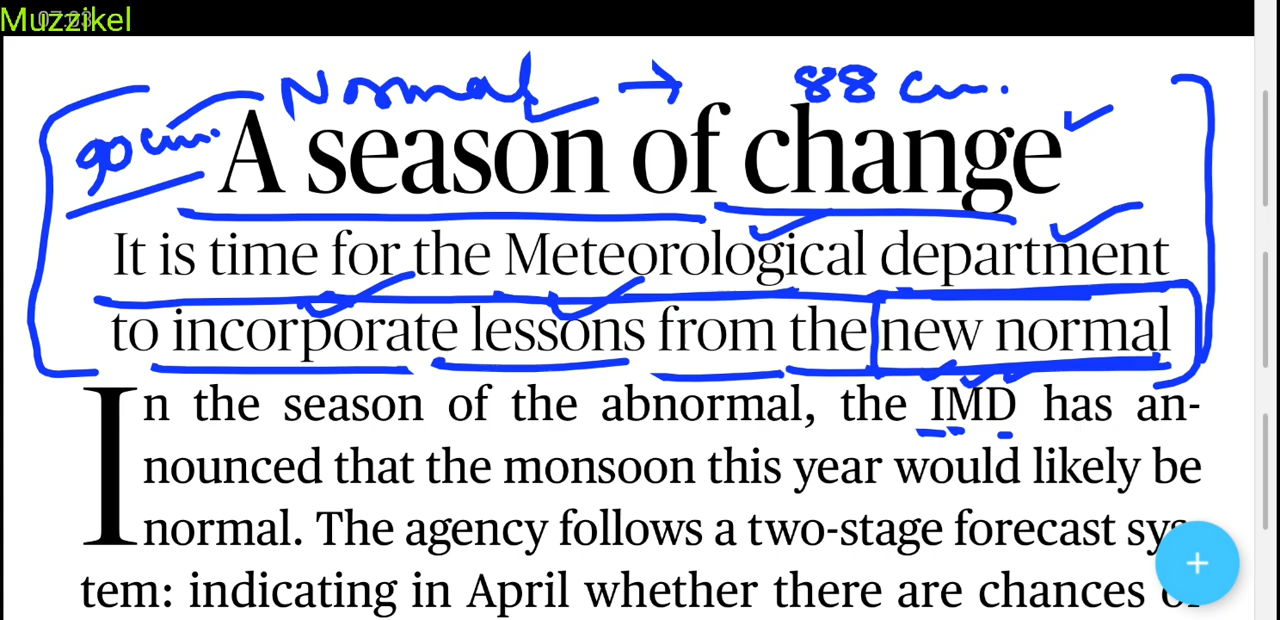 Muzzikel
Normal → 88 cm.
90 cm.
A season of change
It is time for the Meteorological department
to incorporate lessons from the new normal
In the season of the abnormal, the IMD has an-
nounced that the monsoon this year would likely be
normal. The agency follows a two-stage forecast sys-
tem: indicating in April whether there are chances of